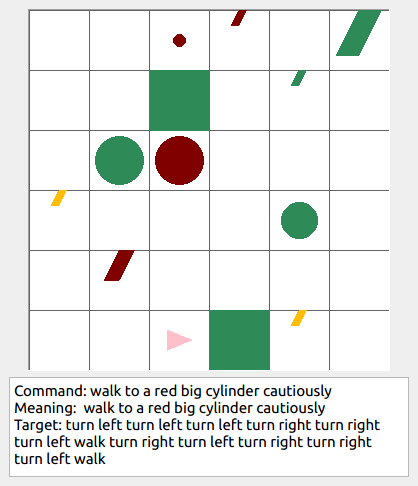 Command: walk to a red big cylinder cautiously
Meaning:  walk to a red big cylinder cautiously
Target: turn left turn left turn left turn right turn right
turn left walk turn right turn left turn right turn right
turn left walk